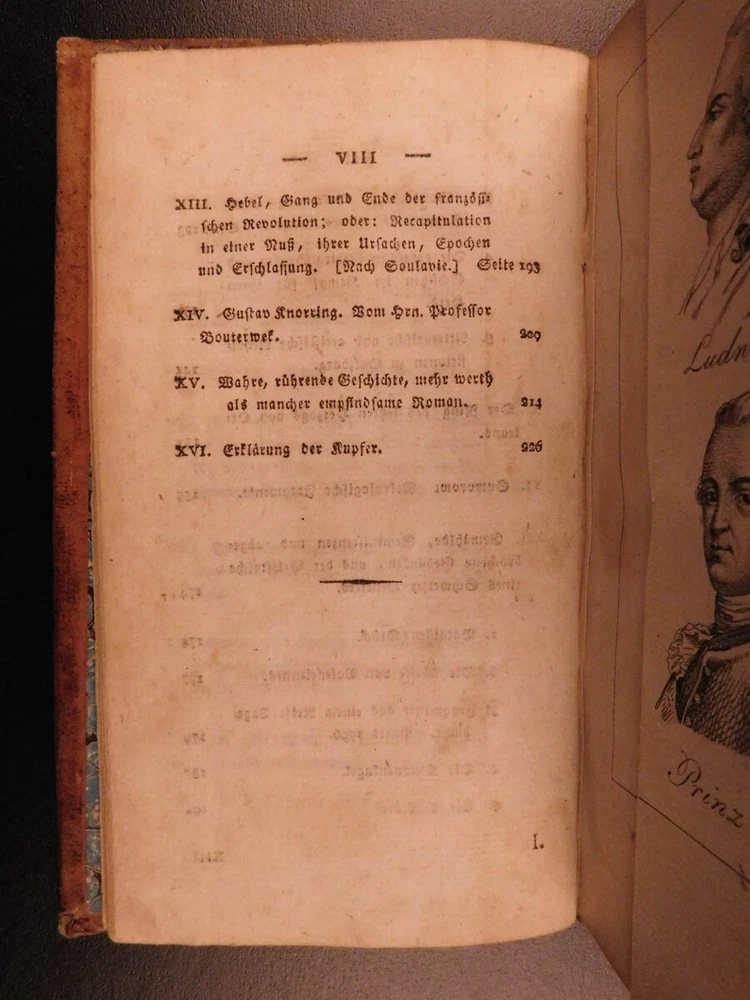 — VIII —
XIII. Hebel, Gang und Ende der französi-
schen Revolution; oder: Recapitulation
in einer Nuß, ihrer Ursachen, Epochen
und Erschlaffung. [Nach Soulavie.] Seite 193
XIV. Gustav Knorring. Vom Hrn. Professor
Bouterwek. 209
XV. Wahre, rührende Geschichte, mehr werth
als mancher empfindsame Roman. 214
XVI. Erklärung der Kupfer. 926
I.
Ludw
Prinz